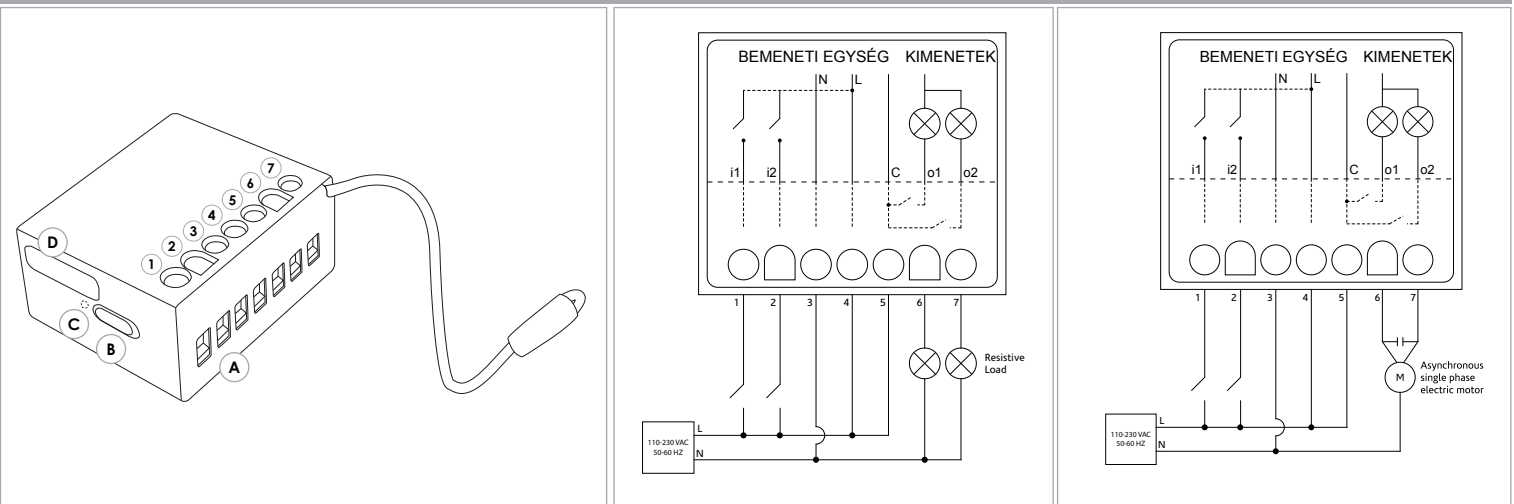 7
6
5
4
3
2
1
D
C
B
A
BEMENETI EGYSÉG KIMENETEK
N L
i1 i2 C o1 o2
1 2 3 4 5 6 7
Resistive
Load
L
110-230 VAC
50-60 HZ
N
BEMENETI EGYSÉG KIMENETEK
N L
i1 i2 C o1 o2
1 2 3 4 5 6 7
M
Asynchronous
single phase
electric motor
L
110-230 VAC
50-60 HZ
N